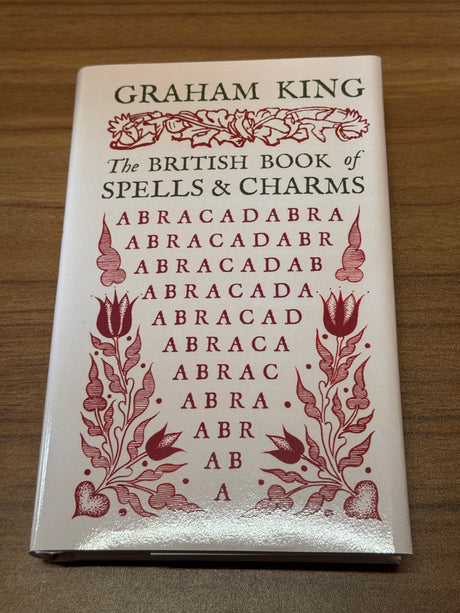 GRAHAM KING
The BRITISH BOOK of
SPELLS & CHARMS
ABRACADABRA
ABRACADABR
ABRACADAB
ABRACADA
ABRACAD
ABRACA
ABRAC
ABRA
ABR
AB
A